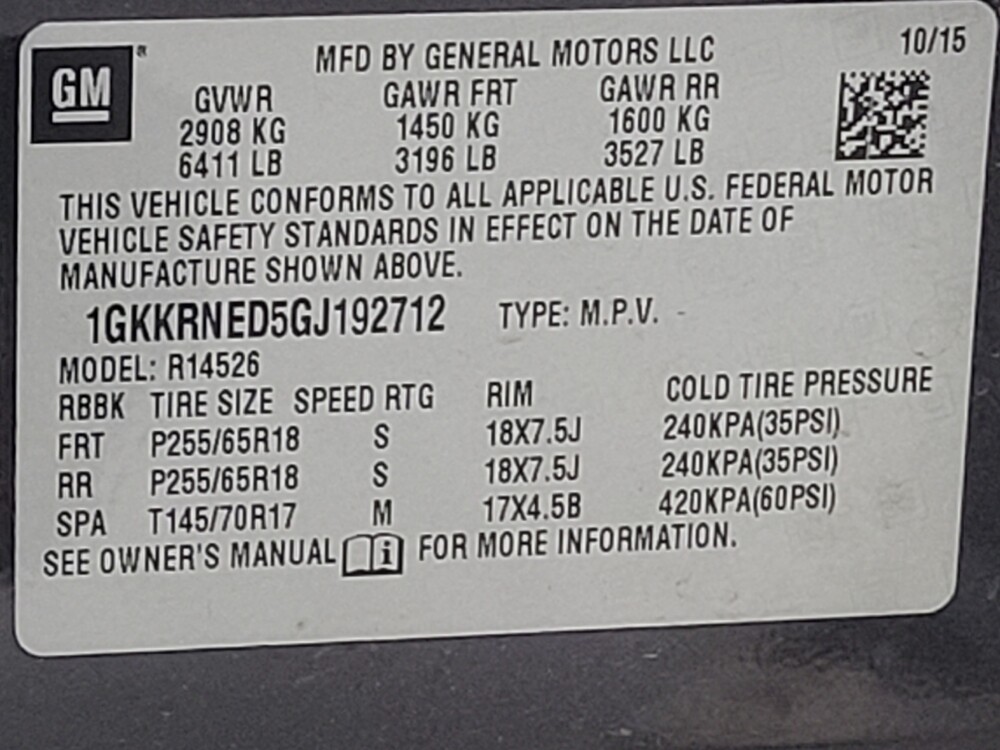 GM® MFD BY GENERAL MOTORS LLC 10/15
GVWR GAWR FRT GAWR RR
2908 KG 1450 KG 1600 KG
6411 LB 3196 LB 3527 LB
THIS VEHICLE CONFORMS TO ALL APPLICABLE U.S. FEDERAL MOTOR
VEHICLE SAFETY STANDARDS IN EFFECT ON THE DATE OF
MANUFACTURE SHOWN ABOVE.
1GKKRNED5GJ192712 TYPE: M.P.V.
MODEL: R14526
RBBK TIRE SIZE SPEED RTG RIM COLD TIRE PRESSURE
FRT P255/65R18 S 18X7.5J 240KPA(35PSI)
RR P255/65R18 S 18X7.5J 240KPA(35PSI)
SPA T145/70R17 M 17X4.5B 420KPA(60PSI)
SEE OWNER'S MANUAL i FOR MORE INFORMATION.